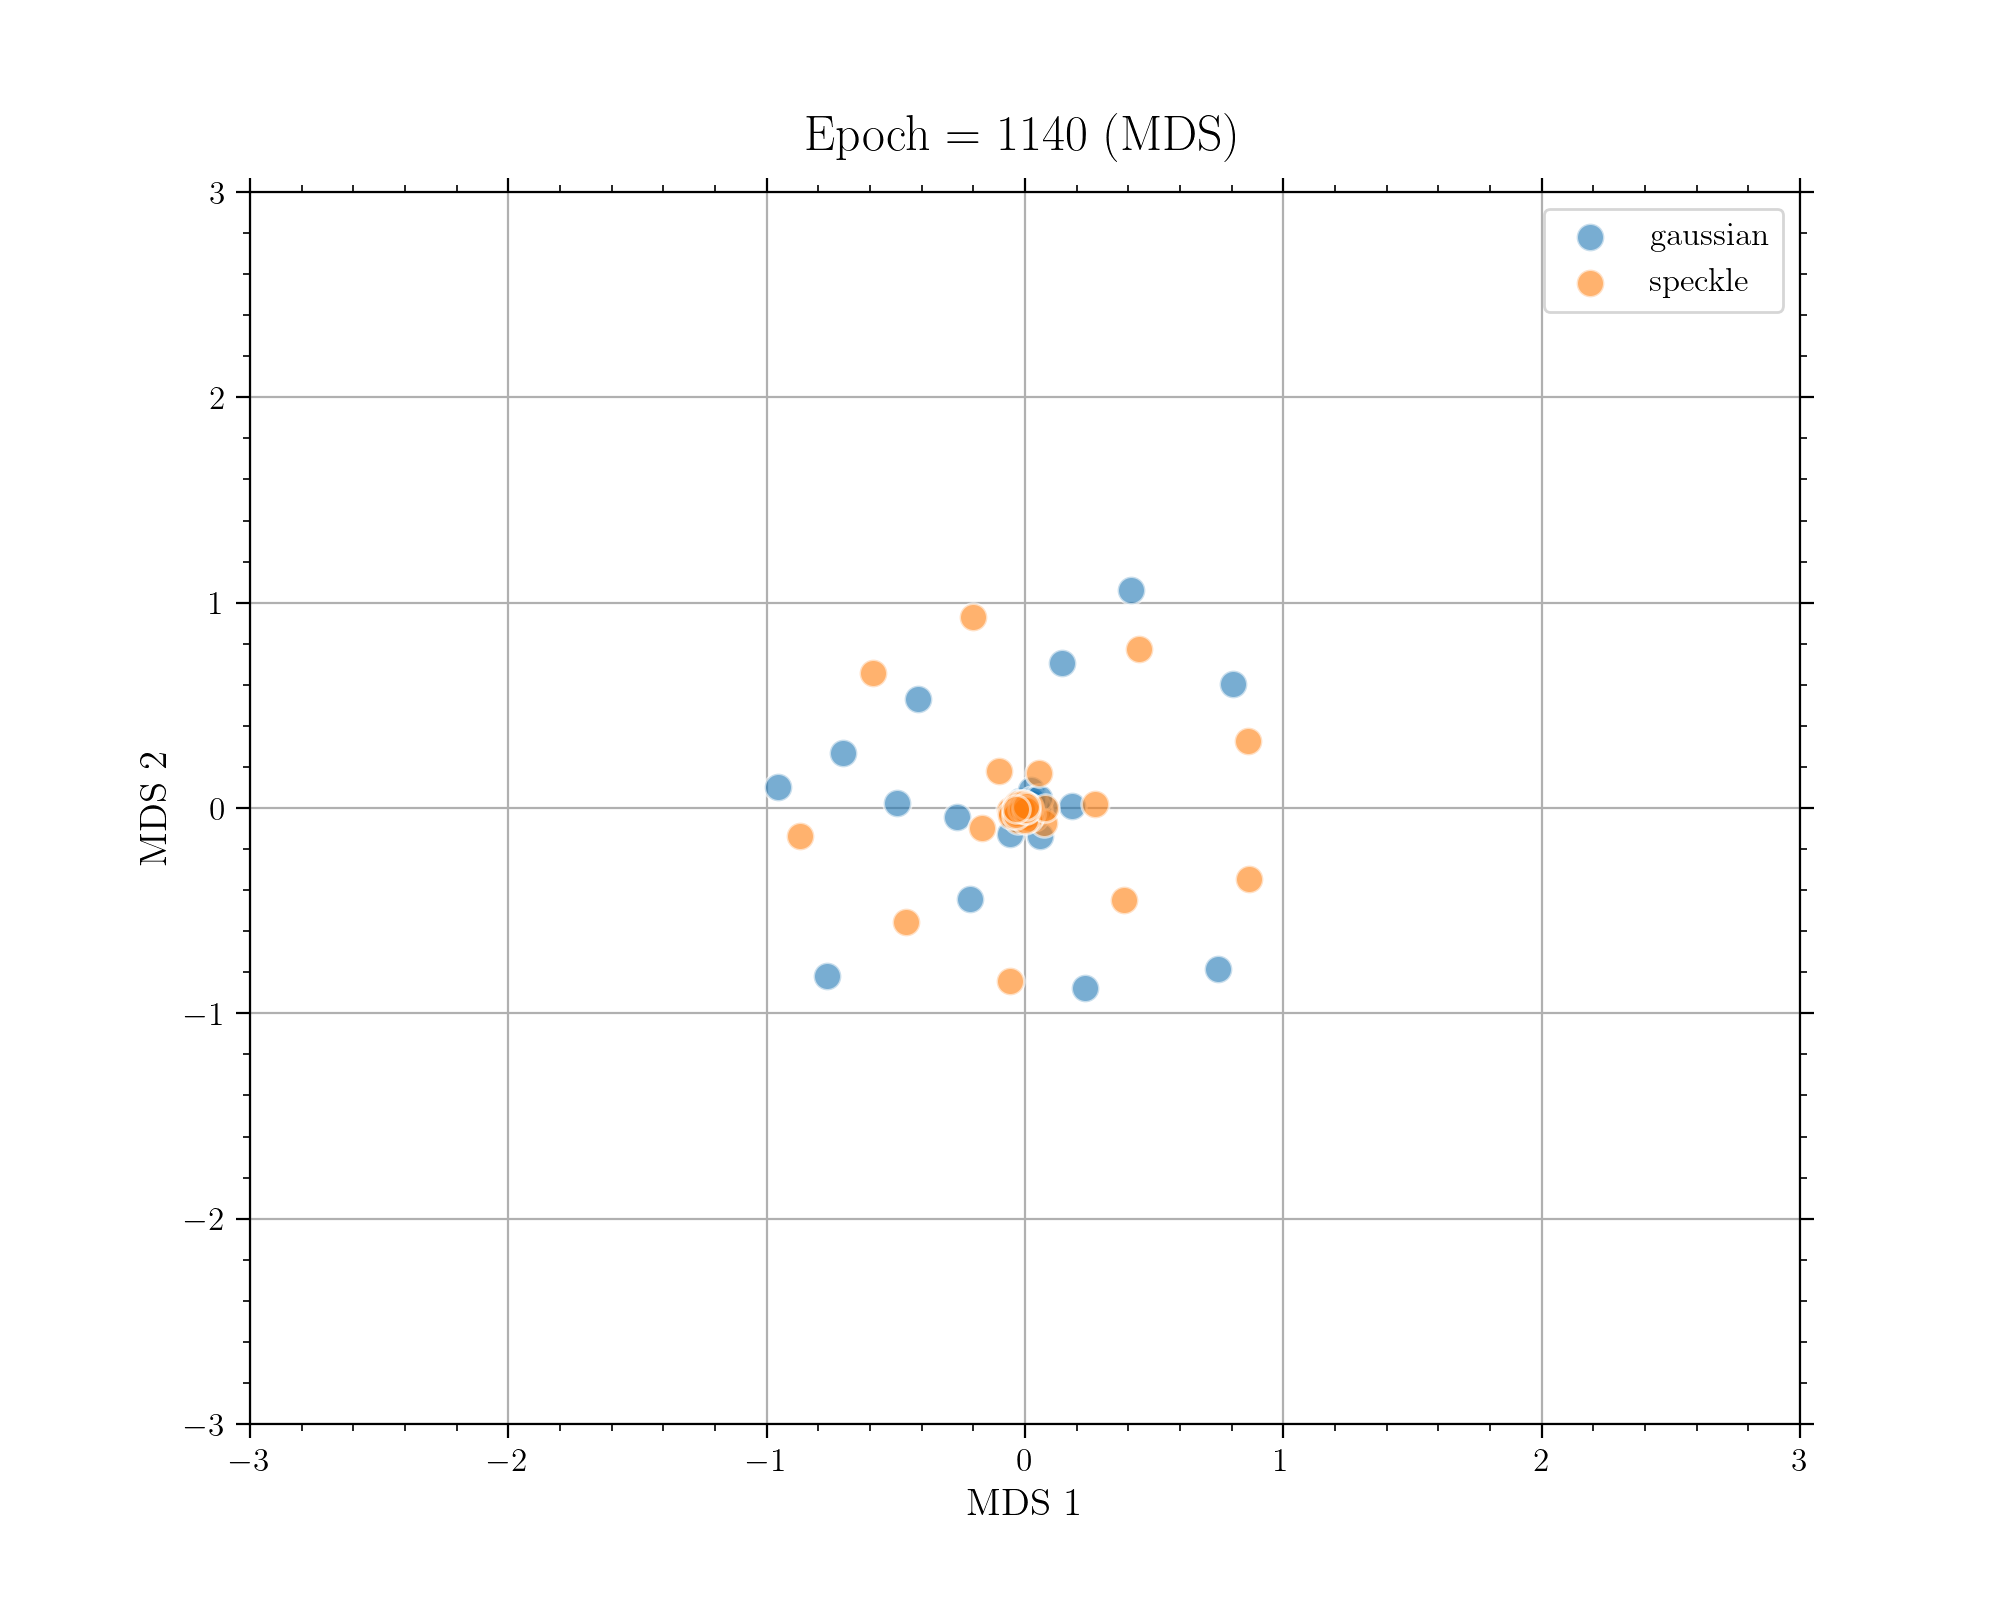 Epoch = 1140 (MDS)
gaussian
speckle
MDS 2
3
2
1
0
−1
−2
−3
−3 −2 −1 0 1 2 3
MDS 1